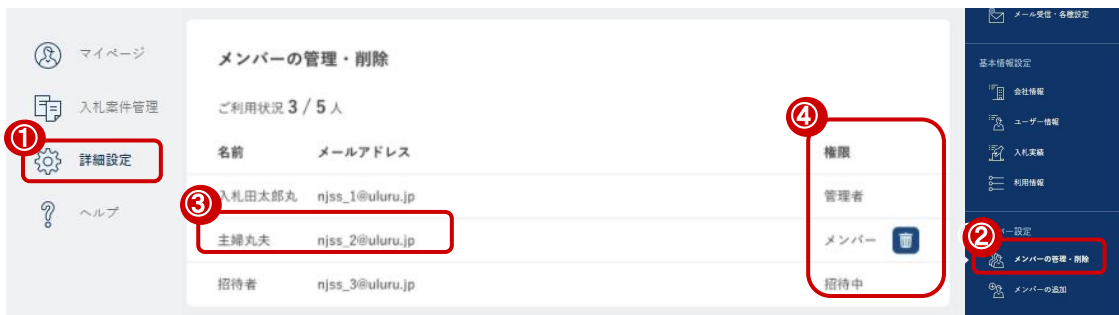 マイページ
入札案件管理
①
詳細設定
ヘルプ
メンバーの管理・削除
ご利用状況 3 / 5 人
④
名前 メールアドレス 権限
入札田太郎丸 njss_1@uluru.jp 管理者
③
主婦丸夫 njss_2@uluru.jp メンバー
招待者 njss_3@uluru.jp 招待中
メール受信・各種設定
基本情報設定
会社情報
ユーザー情報
入札実績
利用情報
②
ー設定
メンバーの管理・削除
メンバーの追加